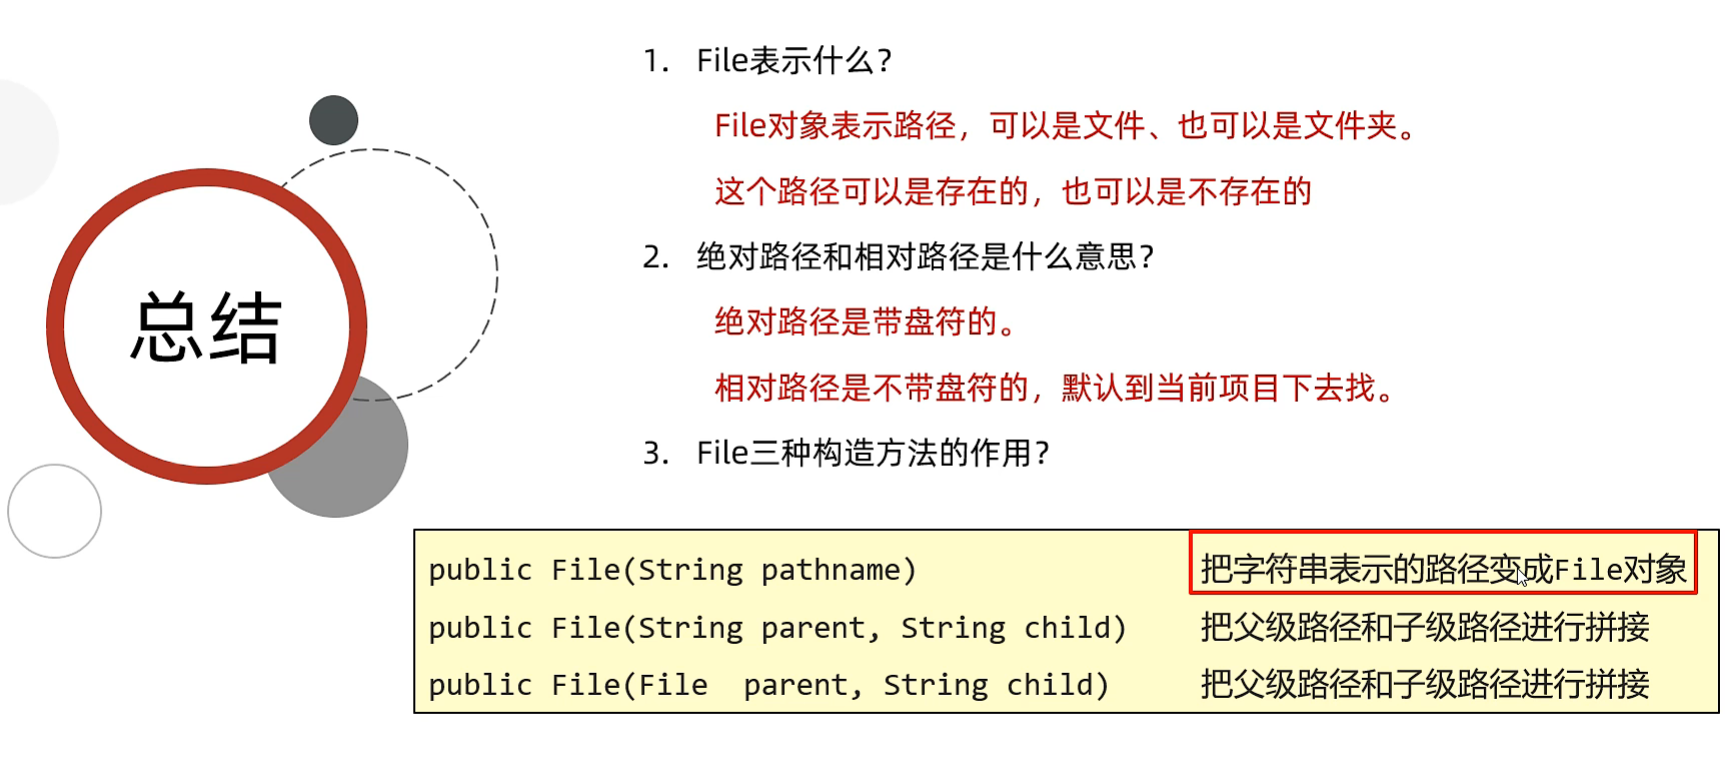 总结
1. File表示什么？
File对象表示路径，可以是文件、也可以是文件夹。
这个路径可以是存在的，也可以是不存在的
2. 绝对路径和相对路径是什么意思？
绝对路径是带盘符的。
相对路径是不带盘符的，默认到当前项目下去找。
3. File三种构造方法的作用？
public File(String pathname) 把字符串表示的路径变成File对象
public File(String parent, String child) 把父级路径和子级路径进行拼接
public File(File  parent, String child) 把父级路径和子级路径进行拼接